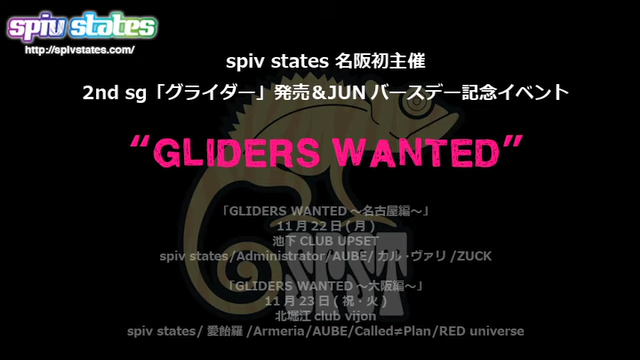 spiv states
http://spivstates.com/
spiv states 名阪初主催
2nd sg「グライダー」発売&JUNバースデー記念イベント
“GLIDERS WANTED”
「GLIDERS WANTED～名古屋編～」
11月22日(月)
池下 CLUB UPSET
spiv states/Administrator/AUBE/カル・ヴァリ/ZUCK
「GLIDERS WANTED～大阪編～」
11月23日(祝・火)
北堀江 club vijon
spiv states/愛飴羅/Armeria/AUBE/Called≠Plan/RED universe